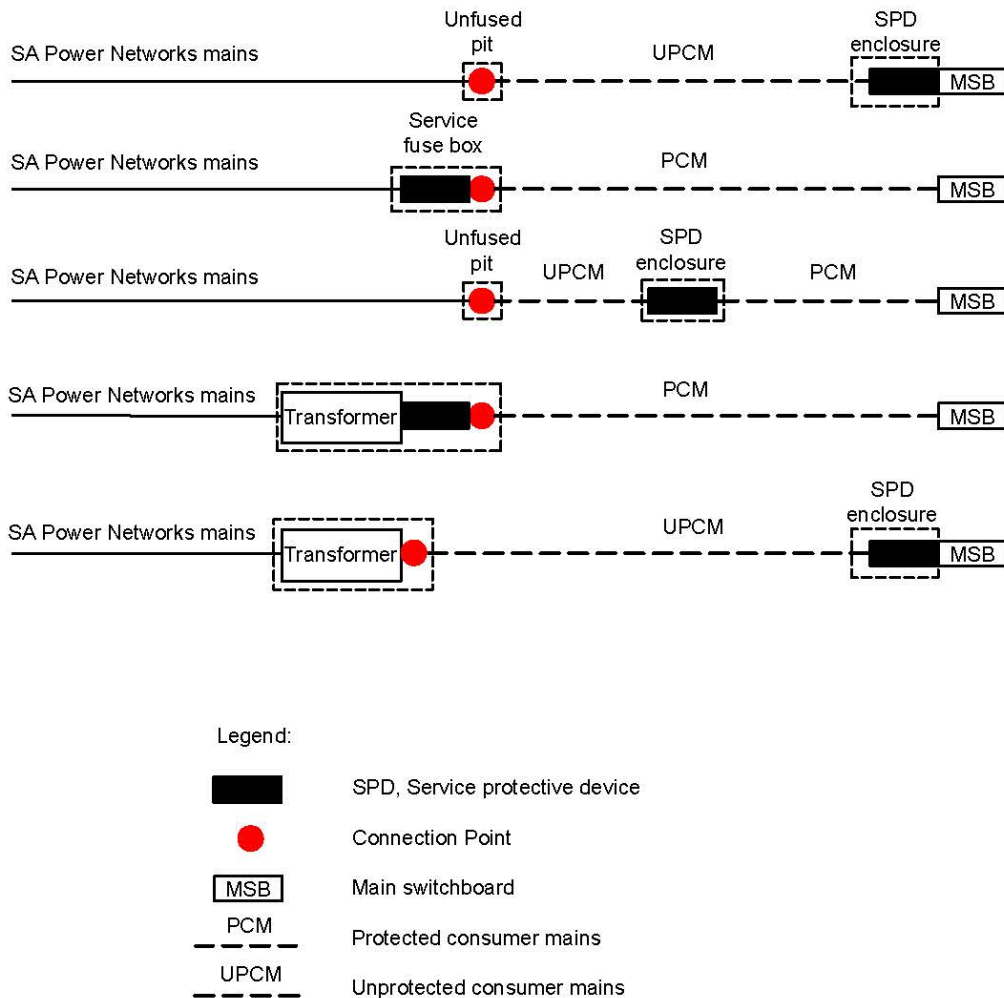 Unfused
pit
SPD
enclosure
SA Power Networks mains
UPCM
MSB
Service
fuse box
SA Power Networks mains
PCM
MSB
Unfused
pit
SPD
enclosure
SA Power Networks mains
UPCM
PCM
MSB
SA Power Networks mains
Transformer
PCM
MSB
SPD
enclosure
SA Power Networks mains
Transformer
UPCM
MSB
Legend:
SPD, Service protective device
Connection Point
MSB Main switchboard
PCM Protected consumer mains
UPCM Unprotected consumer mains